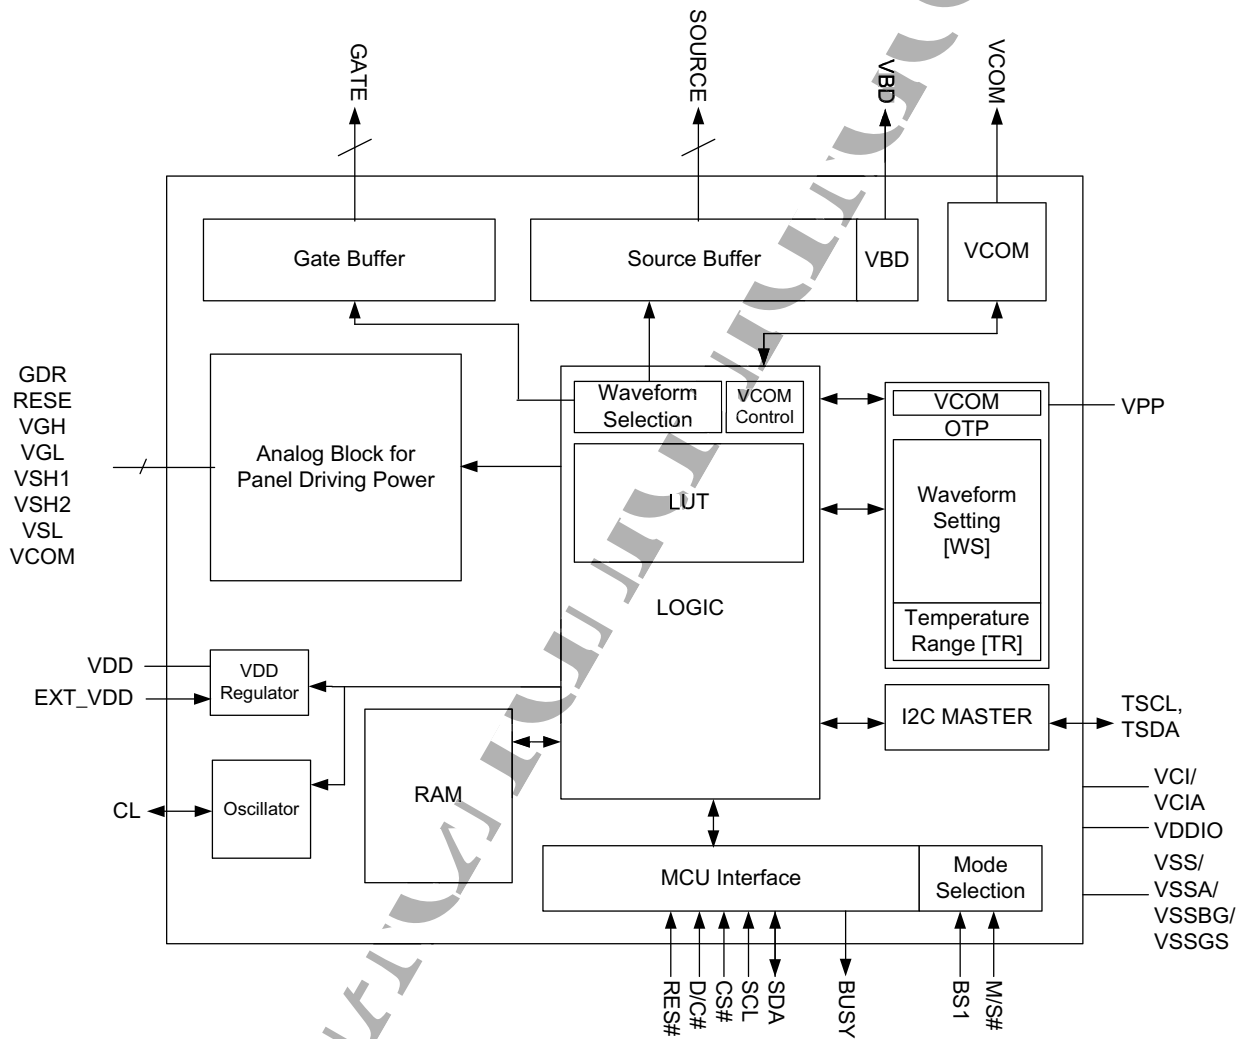 GATE
SOURCE
VBD
VCOM
Gate Buffer
Source Buffer
VBD
VCOM
GDR
RESE
VGH
VGL
VSH1
VSH2
VSL
VCOM
Analog Block for
Panel Driving Power
Waveform
Selection
VCOM
Control
LUT
LOGIC
VCOM
OTP
Waveform
Setting
[WS]
Temperature
Range [TR]
VPP
VDD
EXT_VDD
VDD
Regulator
CL
Oscillator
RAM
I2C MASTER
TSCL,
TSDA
VCI/
VCIA
VDDIO
VSS/
VSSA/
VSSBG/
VSSGS
MCU Interface
Mode
Selection
RES#
D/C#
CS#
SCL
SDA
BUSY
BS1
M/S#